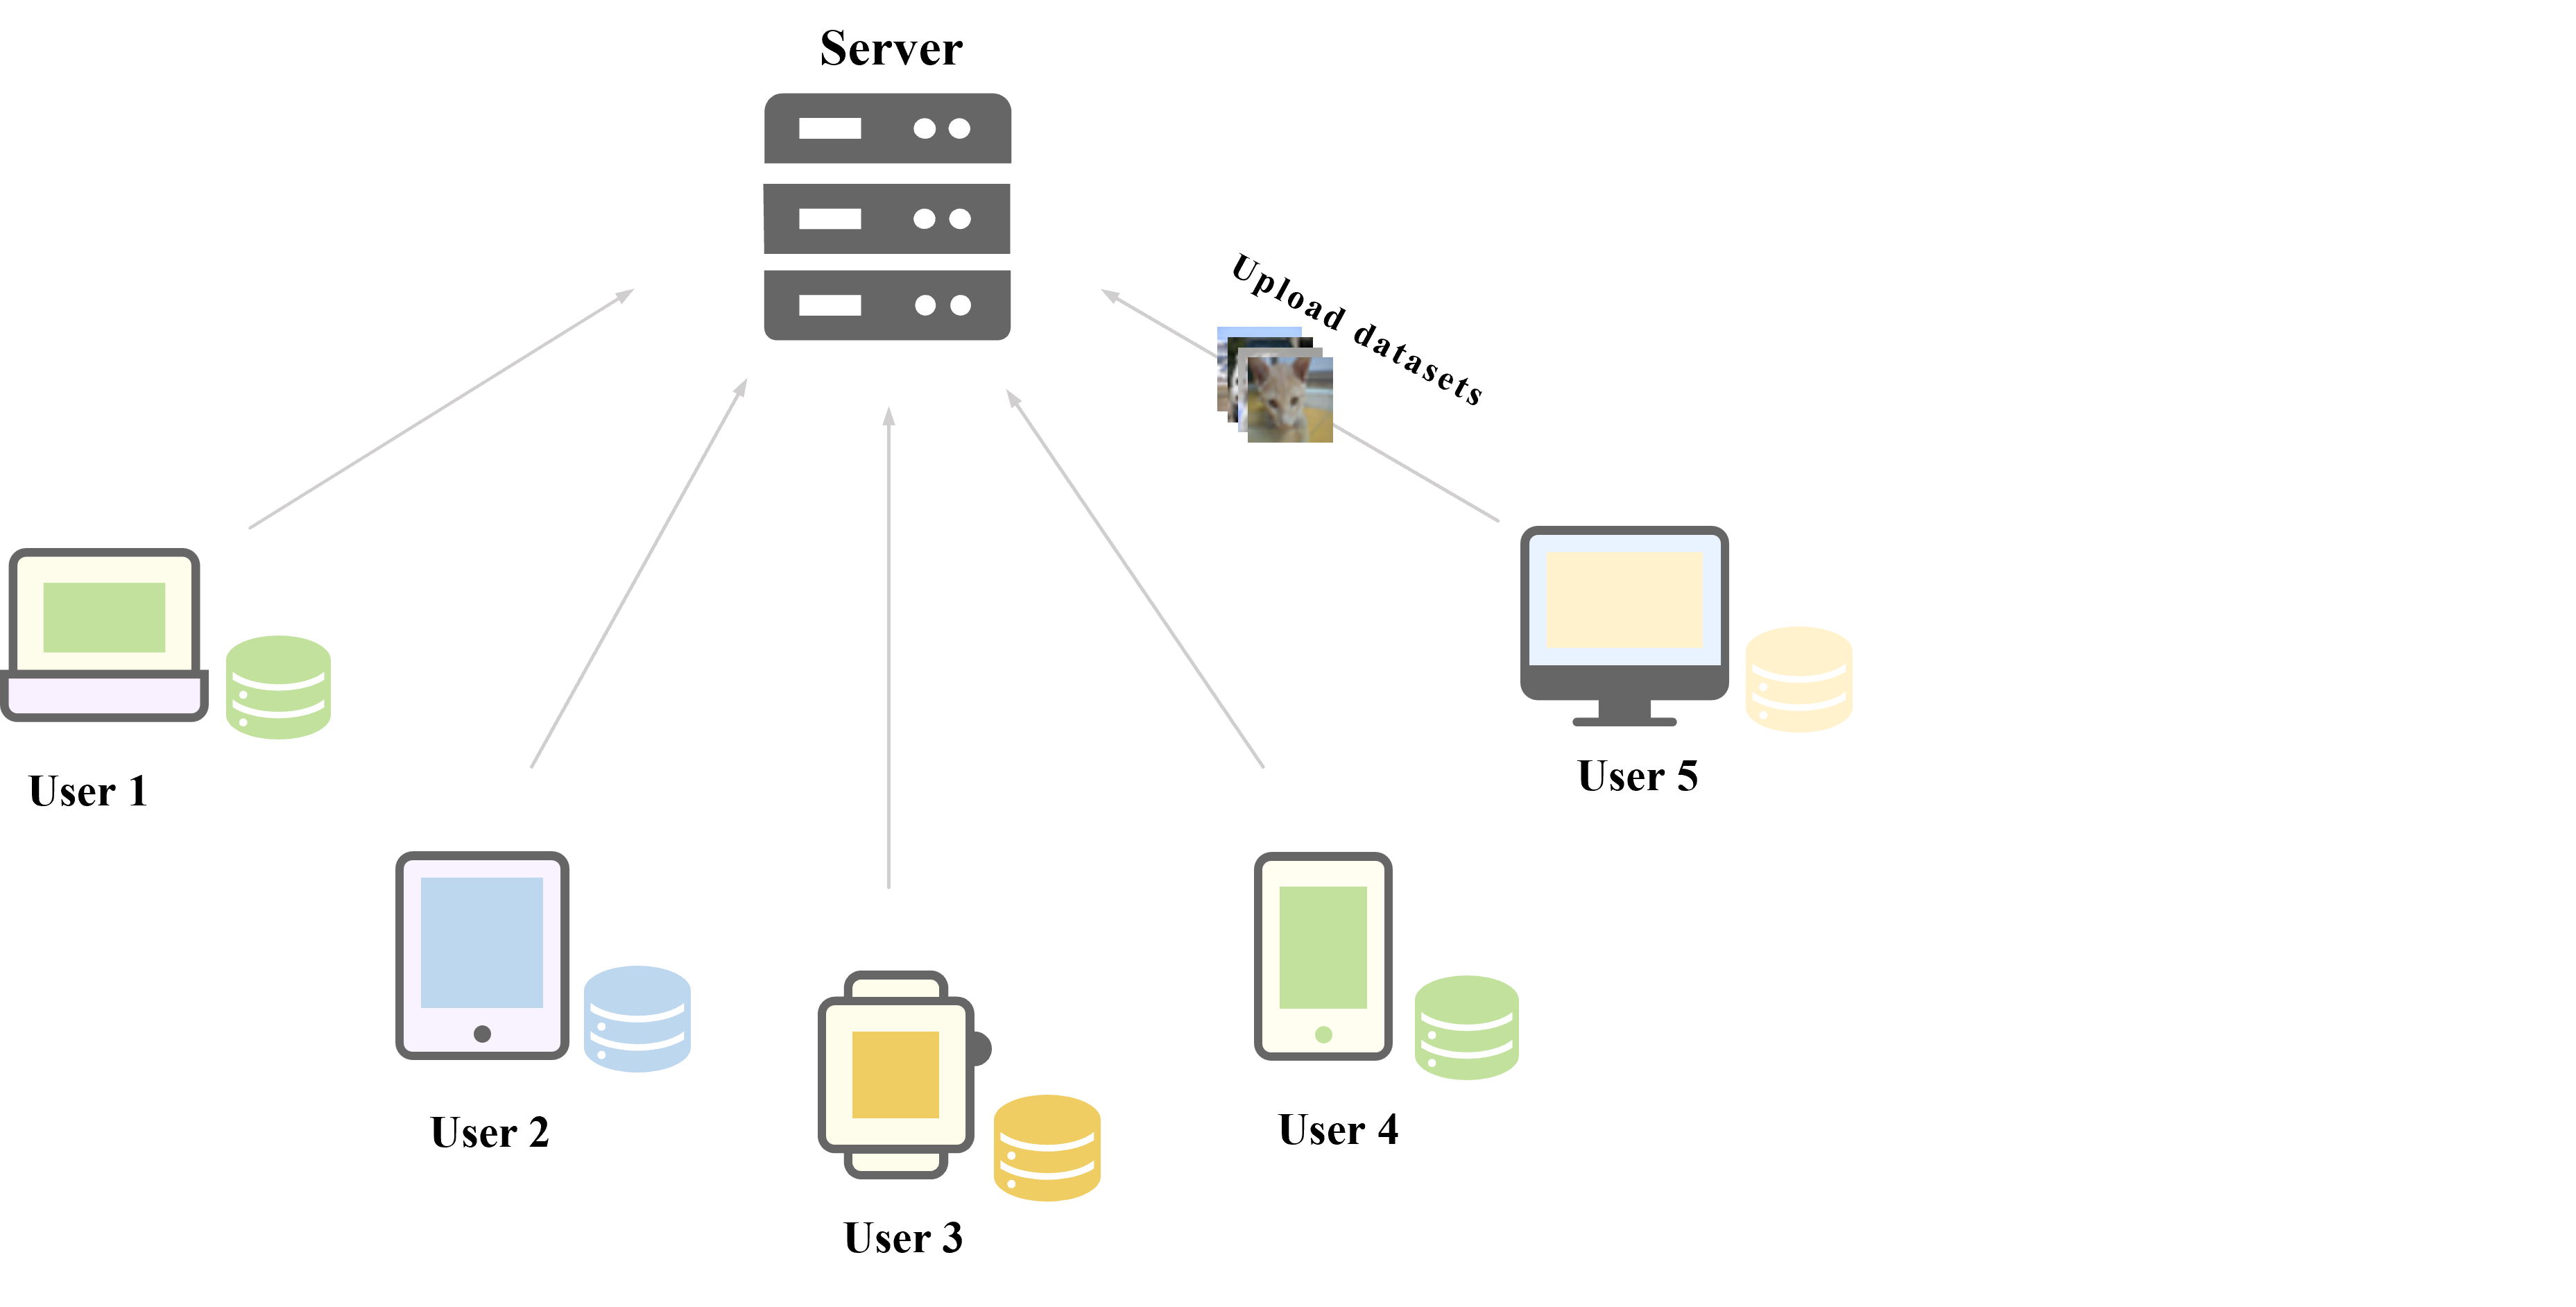 Server
Upload datasets
User 1
User 5
User 2
User 4
User 3